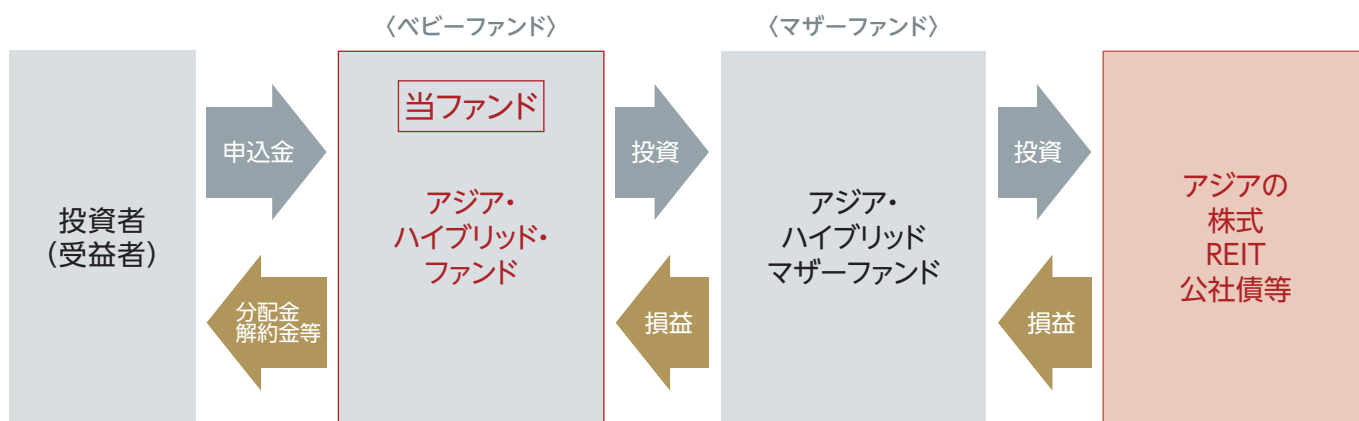 〈ベビーファンド〉
〈マザーファンド〉
投資者
(受益者)
申込金
分配金
解約金等
当ファンド
アジア・
ハイブリッド・
ファンド
投資
損益
アジア・
ハイブリッド
マザーファンド
投資
損益
アジアの
株式
REIT
公社債等